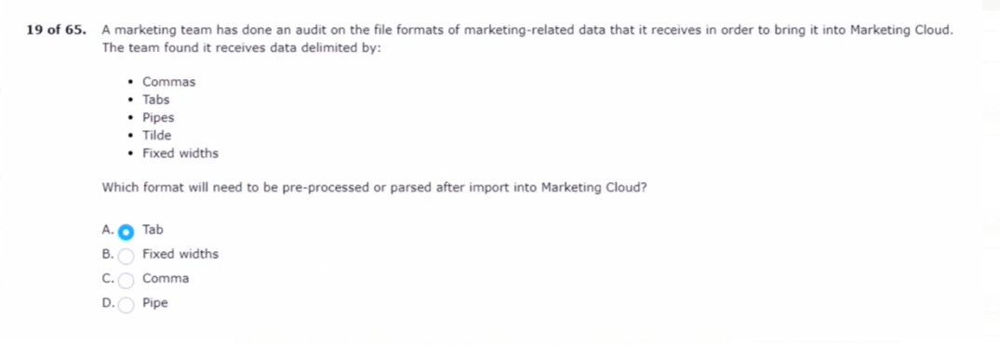 19 of 65. A marketing team has done an audit on the file formats of marketing-related data that it receives in order to bring it into Marketing Cloud.
The team found it receives data delimited by:
• Commas
• Tabs
• Pipes
• Tilde
• Fixed widths
Which format will need to be pre-processed or parsed after import into Marketing Cloud?
A. Tab
B. Fixed widths
C. Comma
D. Pipe